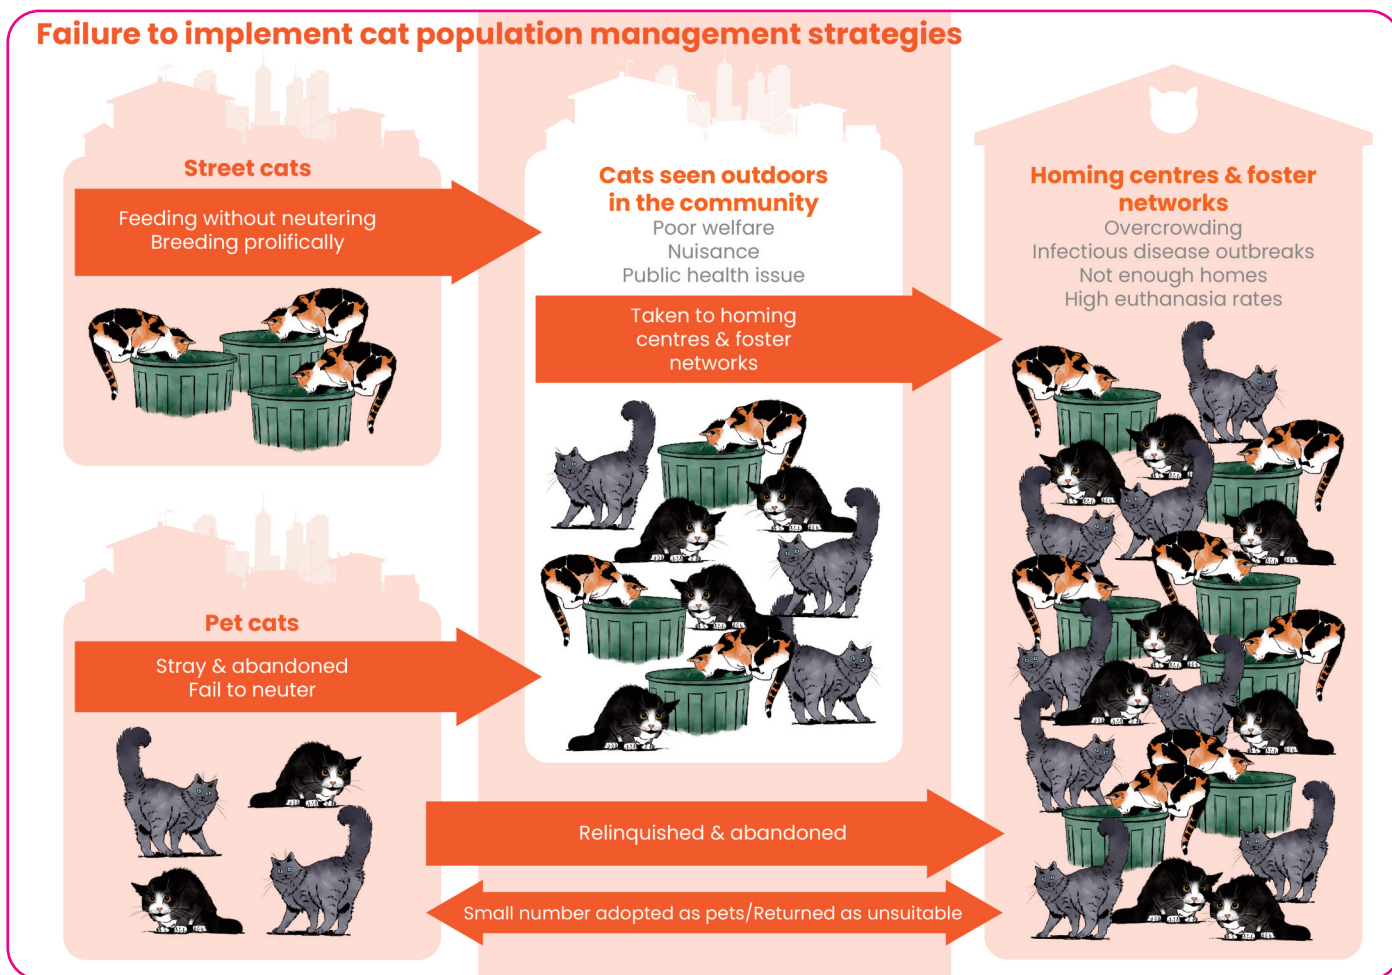 Failure to implement cat population management strategies
Street cats
Feeding without neutering
Breeding prolifically
Cats seen outdoors
in the community
Poor welfare
Nuisance
Public health issue
Taken to homing
centres & foster
networks
Homing centres & foster
networks
Overcrowding
Infectious disease outbreaks
Not enough homes
High euthanasia rates
Pet cats
Stray & abandoned
Fail to neuter
Relinquished & abandoned
Small number adopted as pets/Returned as unsuitable